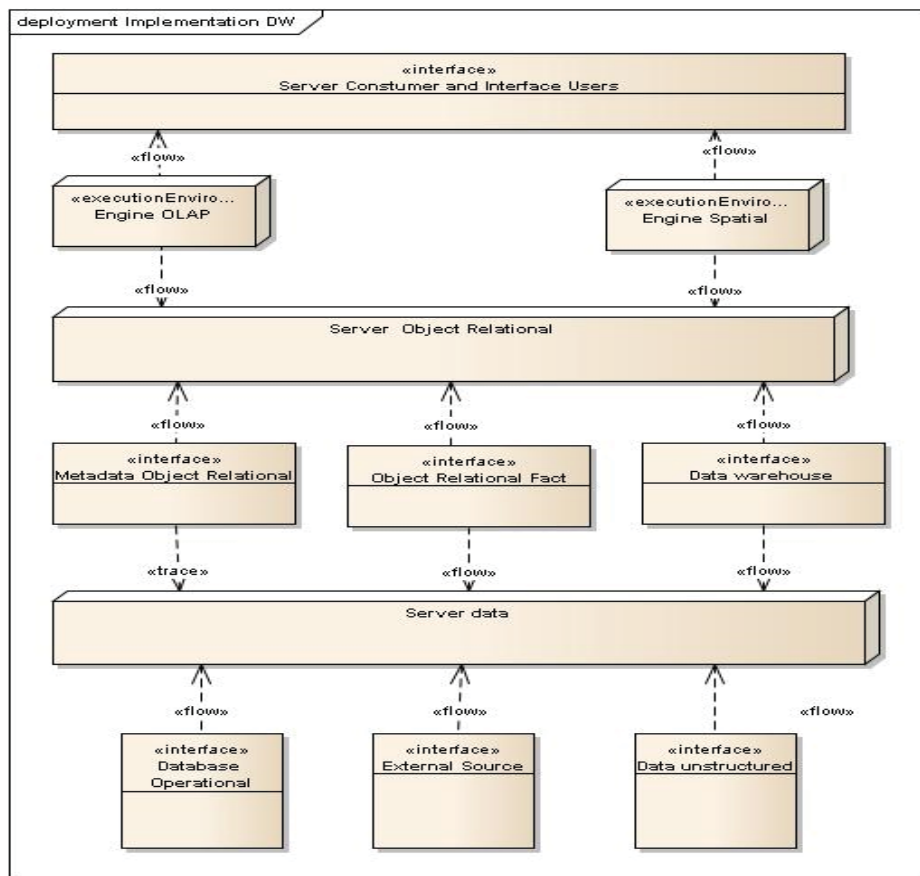 deployment Implementation DW
«interface»
Server Constumer and Interface Users
«flow»
«flow»
«executionEnviro...
Engine OLAP
«executionEnviro...
Engine Spatial
«flow»
«flow»
Server Object Relational
«flow»
«flow»
«flow»
«interface»
Metadata Object Relational
«interface»
Object Relational Fact
«interface»
Data warehouse
«trace»
«flow»
«flow»
Server data
«flow»
«flow»
«flow»
«interface»
Database
Operational
«interface»
External Source
«interface»
Data unstructured